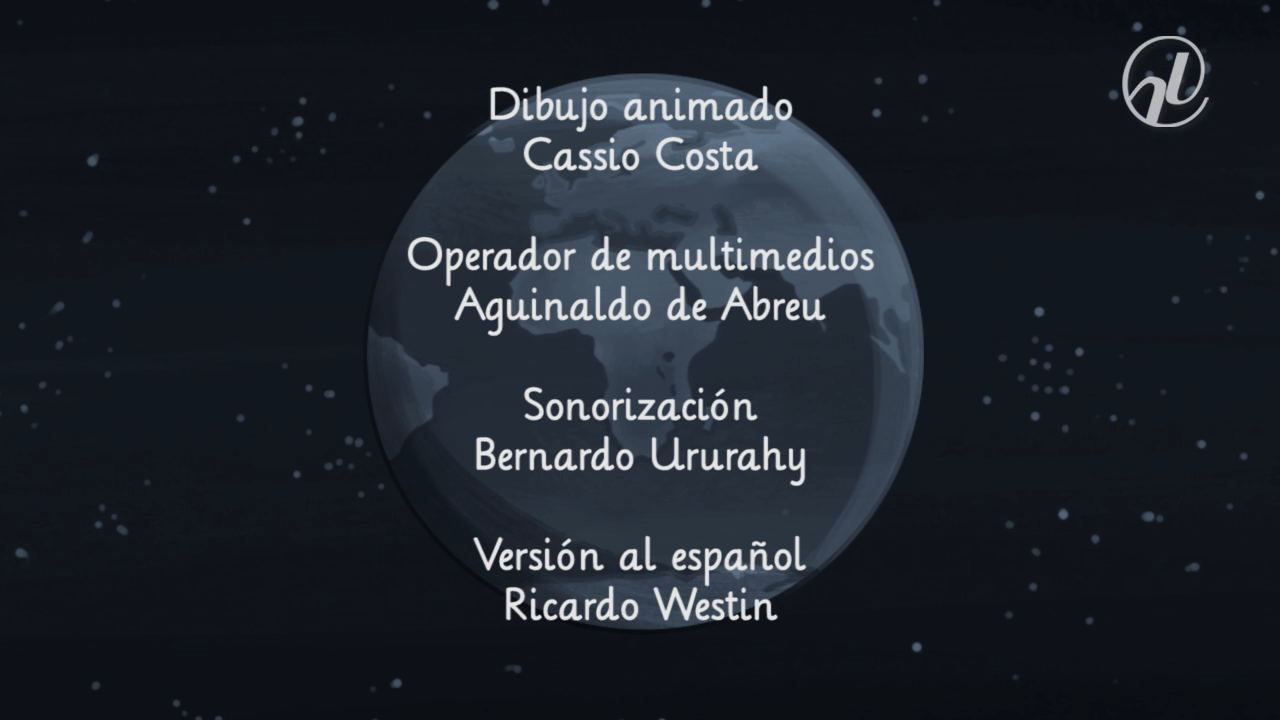 Dibujo animado
Cassio Costa
Operador de multimedios
Aguinaldo de Abreu
Sonorización
Bernardo Ururahy
Versión al español
Ricardo Westin